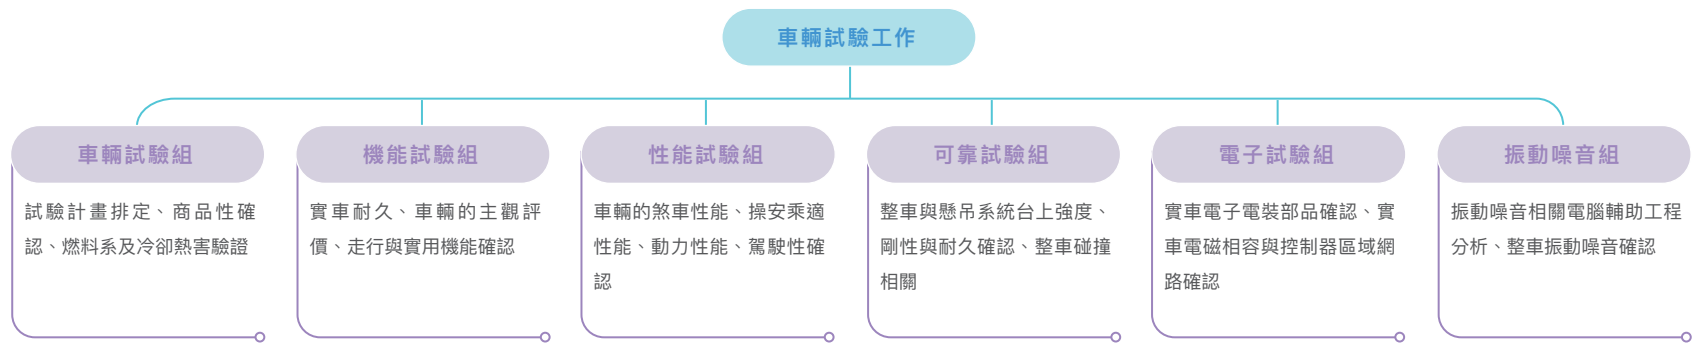 車輛試驗工作
車輛試驗組
試驗計畫排定、商品性確
認、燃料系及冷卻熱害驗證
機能試驗組
實車耐久、車輛的主觀評
價、走行與實用機能確認
性能試驗組
車輛的煞車性能、操安乘適
性能、動力性能、駕駛性確
認
可靠試驗組
整車與懸吊系統台上強度、
剛性與耐久確認、整車碰撞
相關
電子試驗組
實車電子電裝部品確認、實
車電磁相容與控制器區域網
路確認
振動噪音組
振動噪音相關電腦輔助工程
分析、整車振動噪音確認